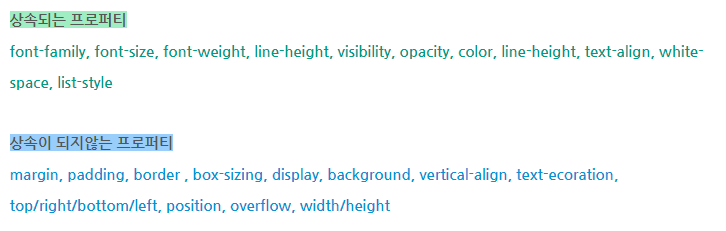 상속되는 프로퍼티
font-family, font-size, font-weight, line-height, visibility, opacity, color, line-height, text-align, white-
space, list-style
상속이 되지않는 프로퍼티
margin, padding, border , box-sizing, display, background, vertical-align, text-ecoration,
top/right/bottom/left, position, overflow, width/height